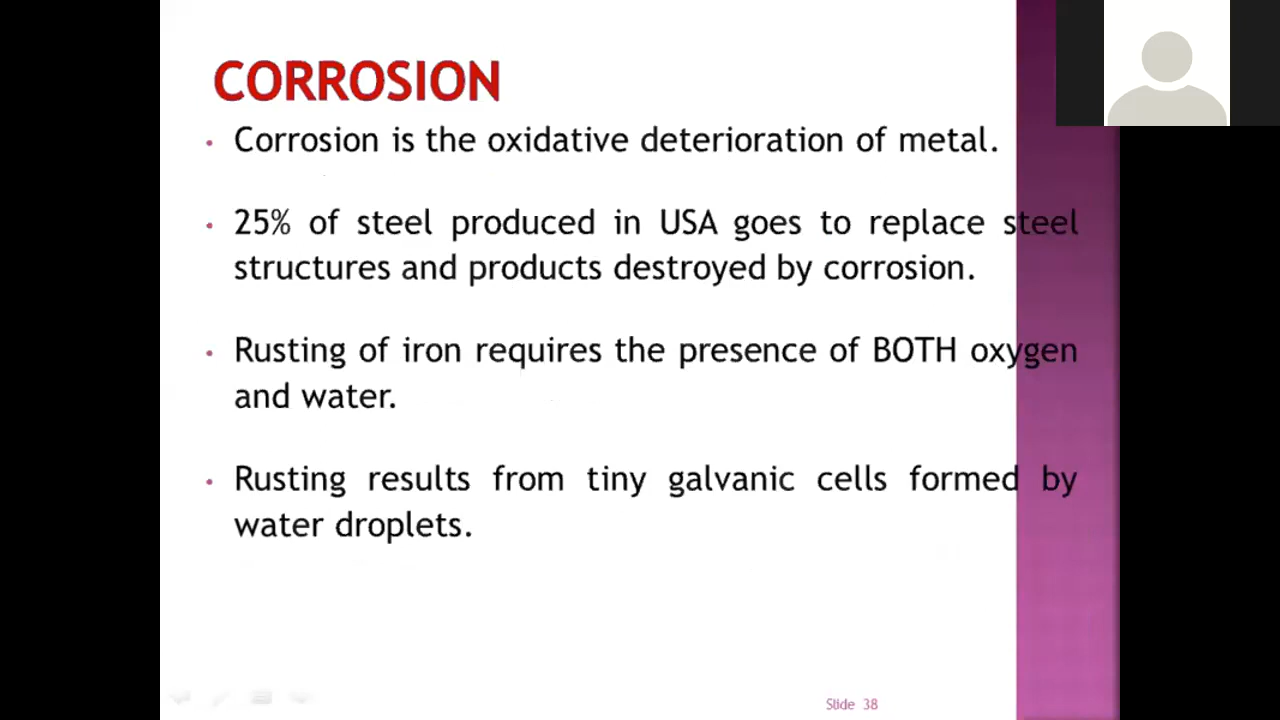 CORROSION
• Corrosion is the oxidative deterioration of metal.
• 25% of steel produced in USA goes to replace steel
structures and products destroyed by corrosion.
• Rusting of iron requires the presence of BOTH oxygen
and water.
• Rusting results from tiny galvanic cells formed by
water droplets.
Slide 38